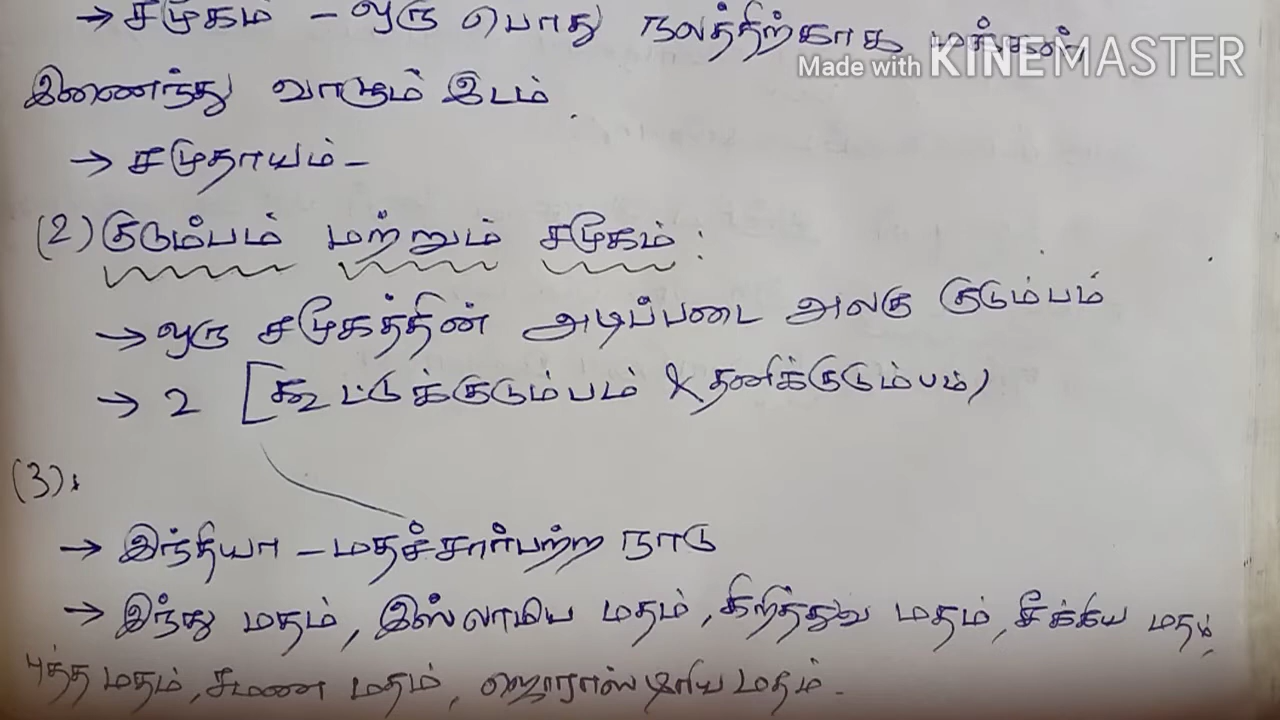 → சமூகம் – ஒரு பொது நலத்திற்காக மக்கள்
Made with KINEMASTER
இணைந்து வாழும் இடம்.
→ சமுதாயம் –
(2) குடும்பம் மற்றும் சமூகம் :
→ ஒரு சமூகத்தின் அடிப்படை அலகு குடும்பம்
→ 2 [கூட்டுக்குடும்பம் & தனிக்குடும்பம்)
(3):
→ இந்தியா – மதச்சார்பற்ற நாடு
→ இந்து மதம், இஸ்லாமிய மதம், கிறித்துவ மதம், சீக்கிய மதம்,
புத்த மதம், சமண மதம், ஜொராஸ்டிரிய மதம்.